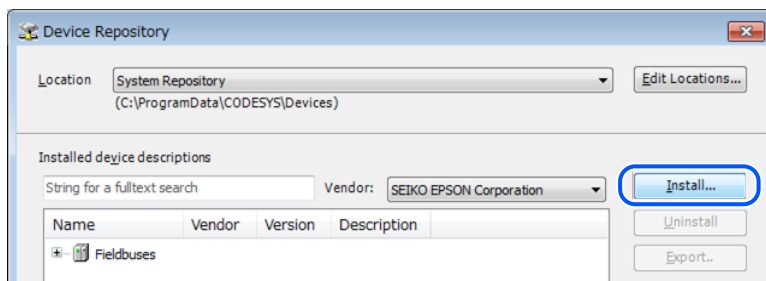 Device Repository
Location System Repository Edit Locations...
(C:\ProgramData\CODESYS\Devices)
Installed device descriptions
String for a fulltext search Vendor: SEIKO EPSON Corporation Install...
Name Vendor Version Description Uninstall
Fieldbuses Export..